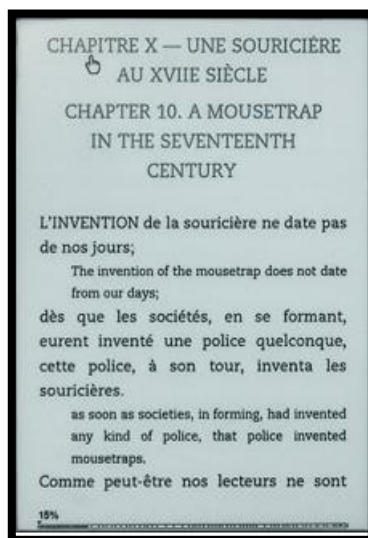 CHAPITRE X — UNE SOURICIÈRE
AU XVIIE SIÈCLE
CHAPTER 10. A MOUSETRAP
IN THE SEVENTEENTH
CENTURY
L'INVENTION de la souricière ne date pas
de nos jours;
The invention of the mousetrap does not date
from our days;
dès que les sociétés, en se formant,
eurent inventé une police quelconque,
cette police, à son tour, inventa les
souricières.
as soon as societies, in forming, had invented
any kind of police, that police invented
mousetraps.
Comme peut-être nos lecteurs ne sont
15%